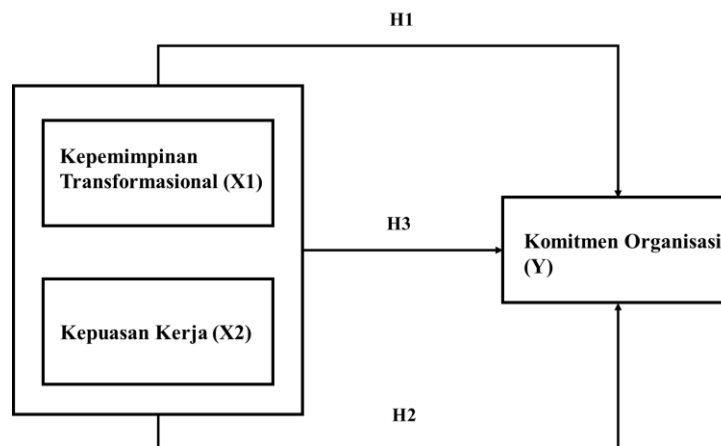 H1
Kepemimpinan
Transformasional (X1)
H3
Komitmen Organisasi
(Y)
Kepuasan Kerja (X2)
H2